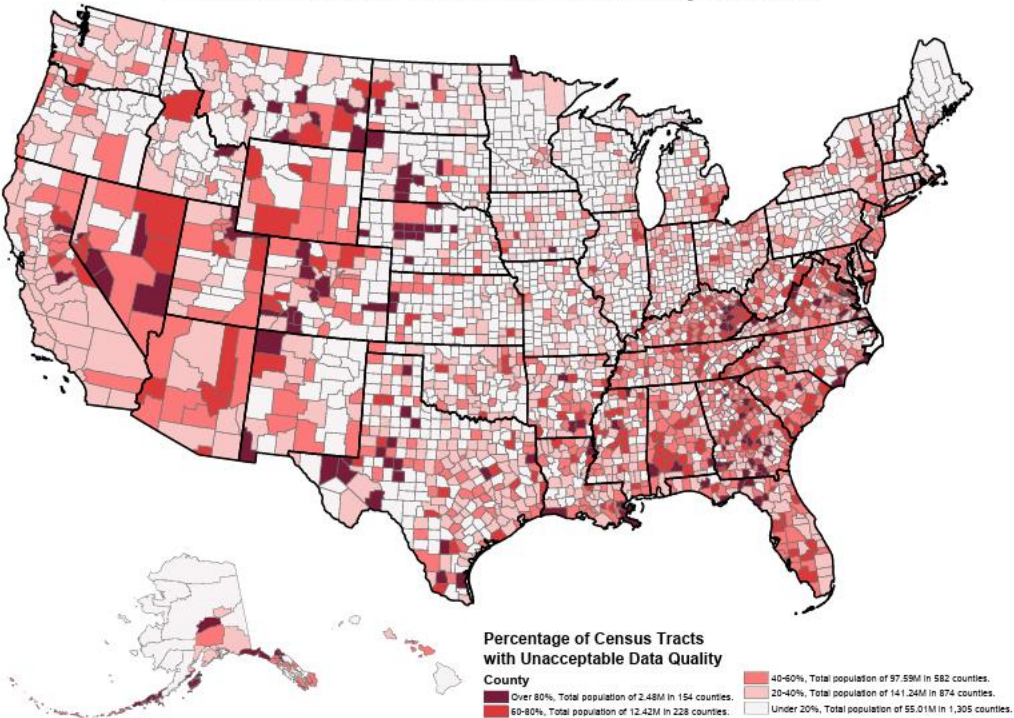 Percentage of Census Tracts
with Unacceptable Data Quality
County
Over 80%, Total population of 2.48M in 154 counties.
60-80%, Total population of 12.42M in 228 counties.
40-60%, Total population of 97.59M in 582 counties.
20-40%, Total population of 141.24M in 874 counties.
Under 20%, Total population of 55.01M in 1,305 counties.